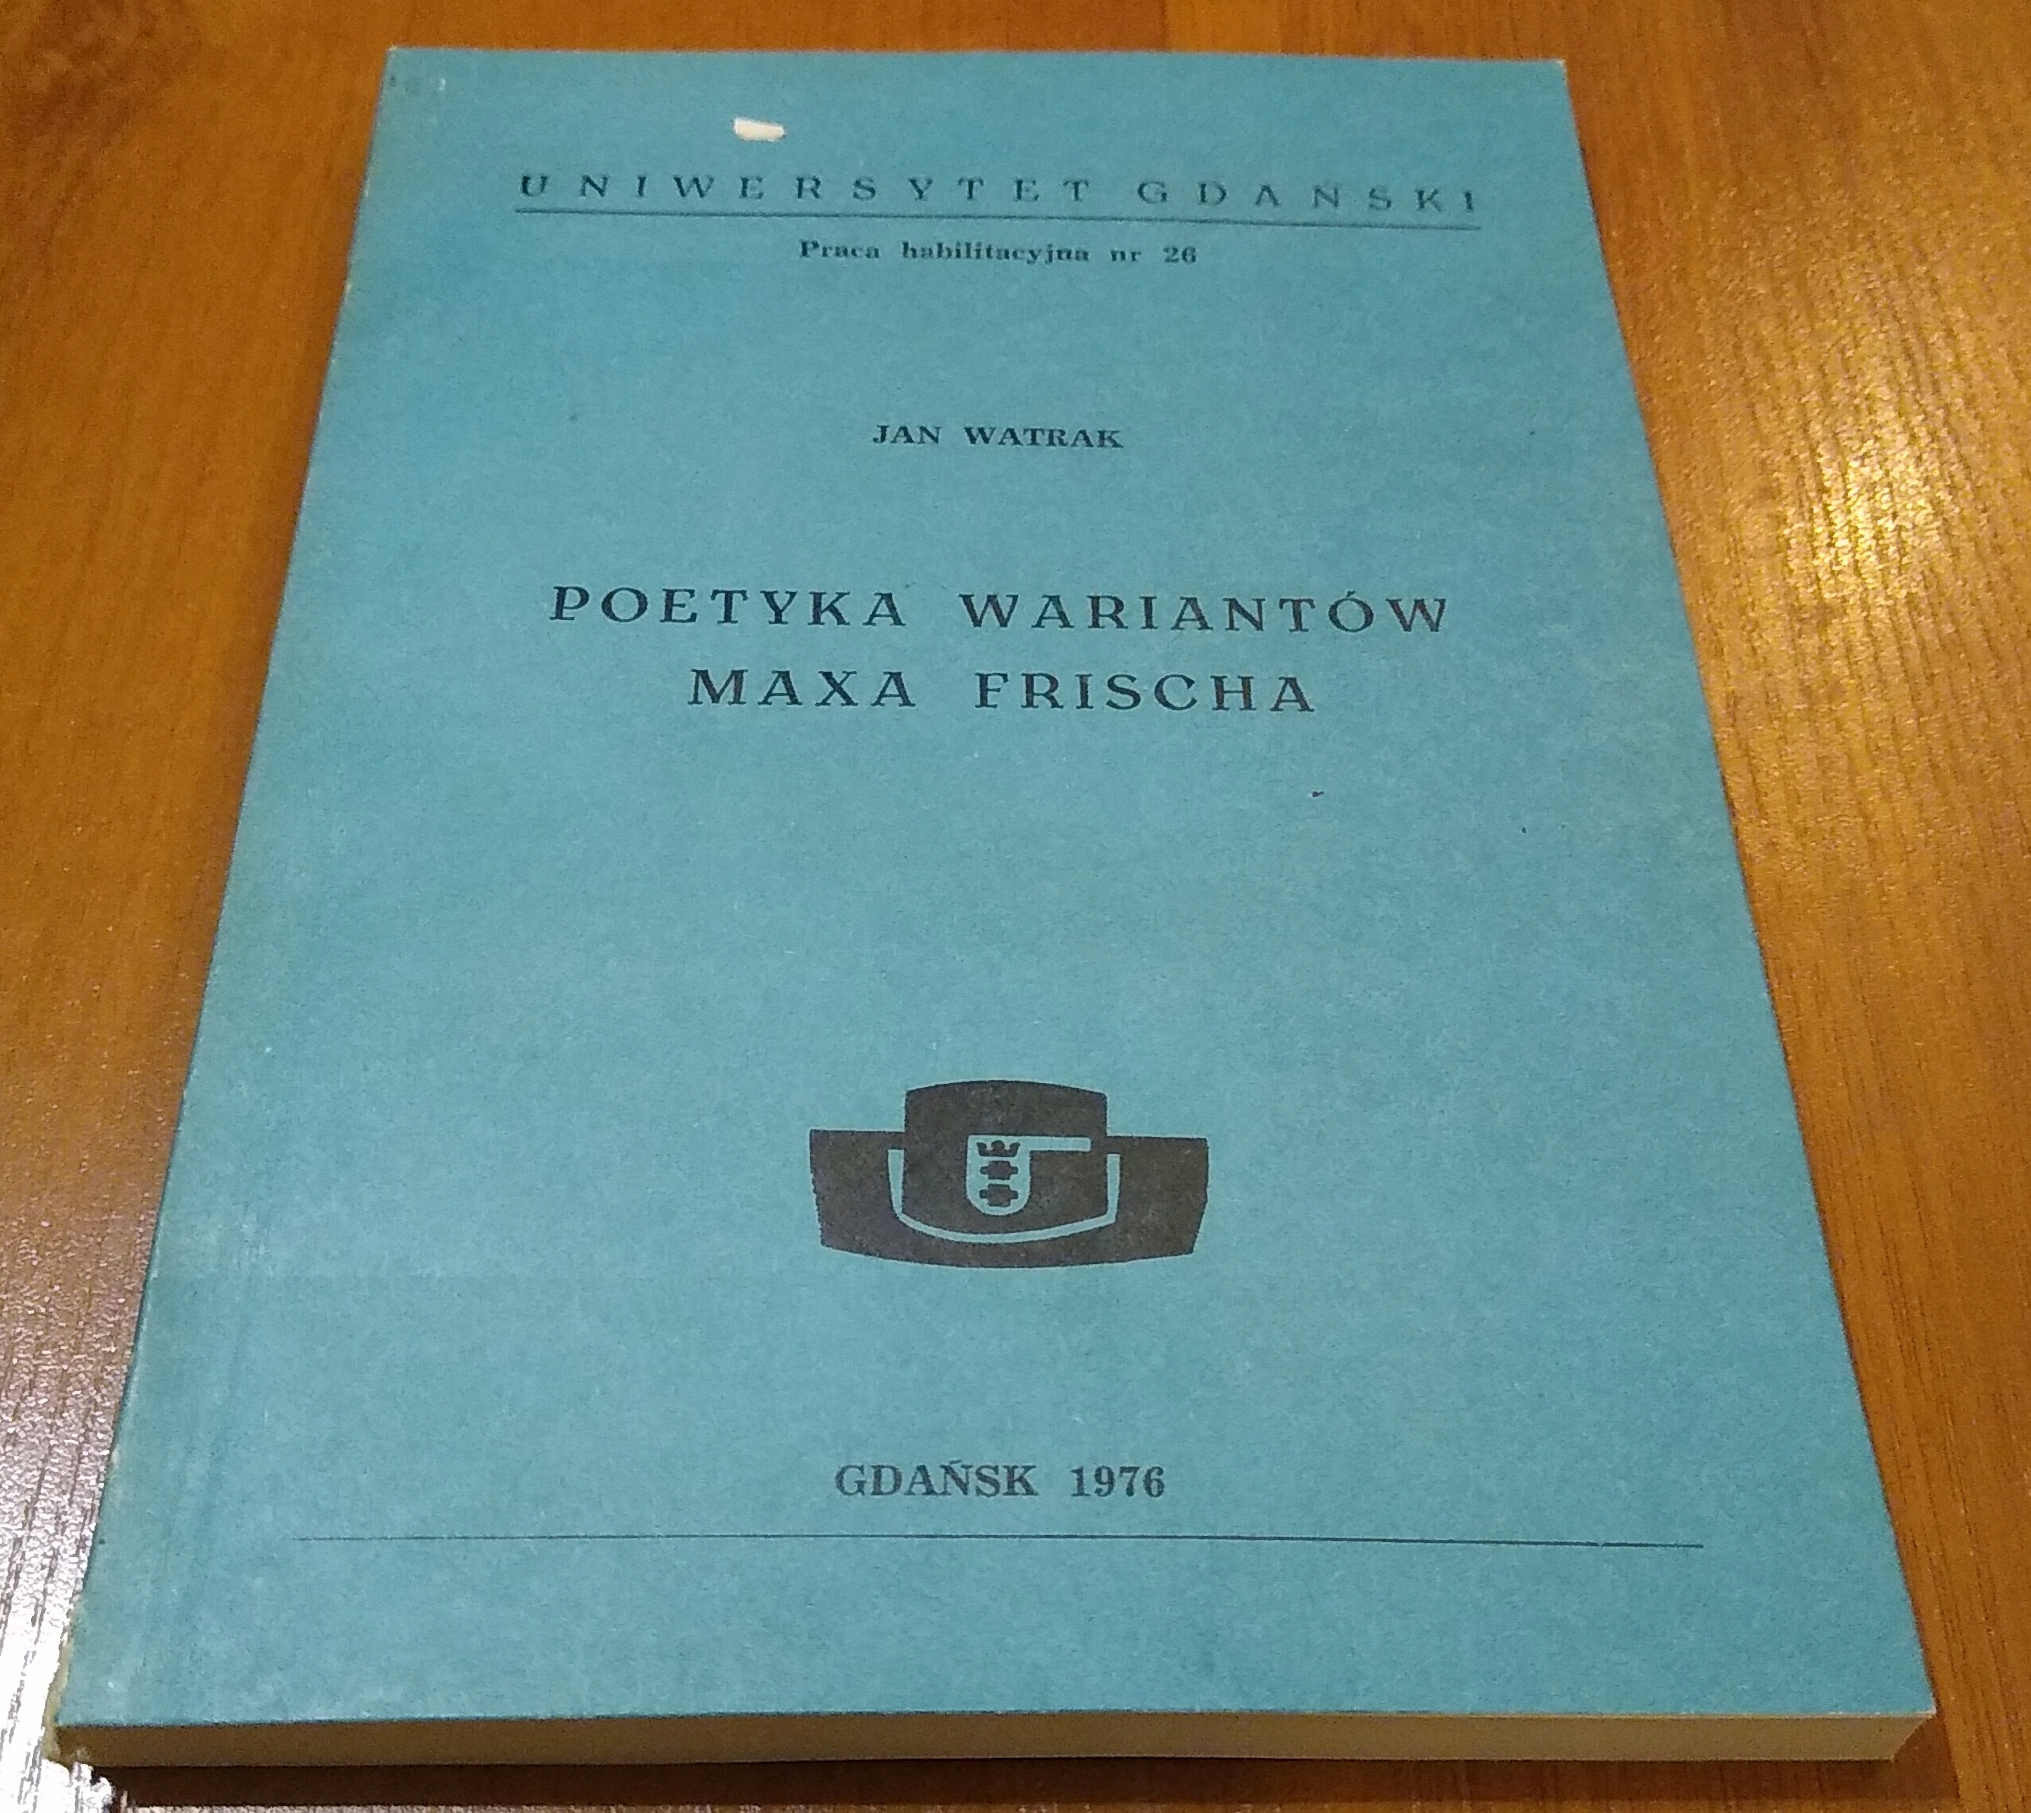 UNIWERSYTET GDAŃSKI
Praca habilitacyjna nr 26
JAN WATRAK
POETYKA WARIANTÓW
MAXA FRISCHA
GDAŃSK 1976